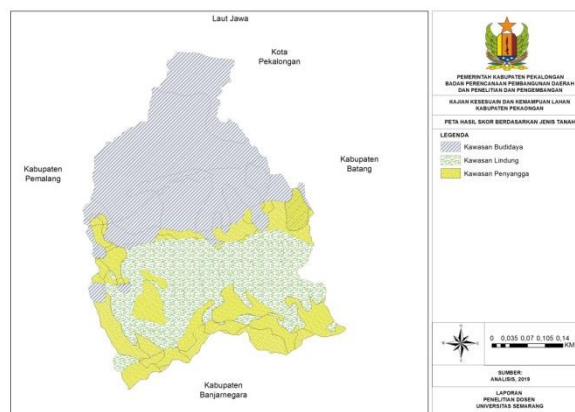 Laut Jawa
Kota
Pekalongan
Kabupaten
Pemalang
Kabupaten
Batang
Kabupaten
Banjarnegara
PEMERINTAH KABUPATEN PEKALONGAN
BADAN PERENCANAAN PEMBANGUNAN DAERAH
DAN PENELITIAN DAN PENGEMBANGAN
KAJIAN KESESUAIN DAN KEMAMPUAN LAHAN
KABUPATEN PEKAONGAN
PETA HASIL SKOR BERDASARKAN JENIS TANAH
LEGENDA
Kawasan Budidaya
Kawasan Lindung
Kawasan Penyangga
0 0,035 0,07 0,105 0,14
KM
SUMBER:
ANALISIS, 2019
LAPORAN
PENELITIAN DOSEN
UNIVERSITAS SEMARANG